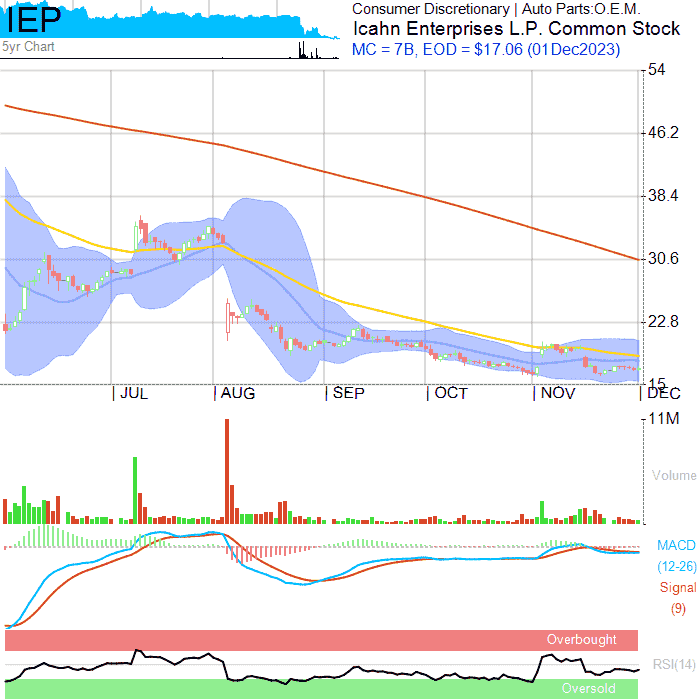 IEP
5yr Chart
Consumer Discretionary | Auto Parts:O.E.M.
Icahn Enterprises L.P. Common Stock
MC = 7B, EOD = $17.06 (01Dec2023)
54
46.2
38.4
30.6
22.8
15
JUL AUG SEP OCT NOV DEC
11M
Volume
MACD
(12-26)
Signal
(9)
Overbought
RSI(14)
Oversold